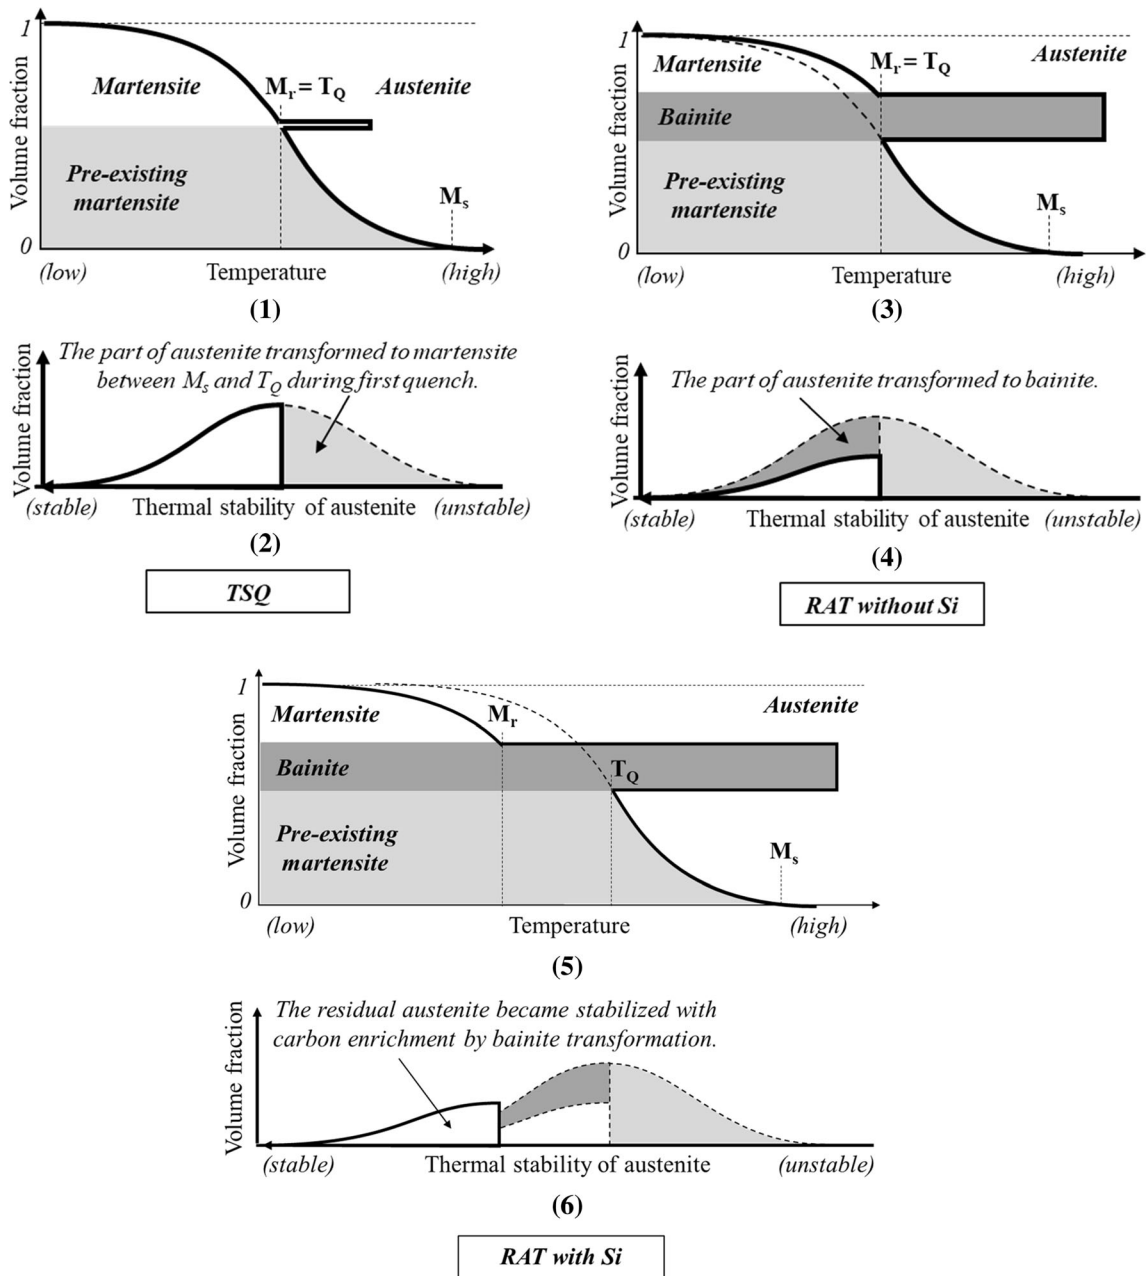 1
Volume fraction
Martensite
Mr = TQ
Austenite
Pre-existing
martensite
Ms
0
(low)
Temperature
(high)
(1)
Volume fraction
The part of austenite transformed to martensite
between Ms and TQ during first quench.
(stable)
Thermal stability of austenite
(unstable)
(2)
TSQ
1
Volume fraction
Martensite
Mr = TQ
Austenite
Bainite
Pre-existing
martensite
Ms
0
(low)
Temperature
(high)
(3)
Volume fraction
The part of austenite transformed to bainite.
(stable)
Thermal stability of austenite
(unstable)
(4)
RAT without Si
1
Volume fraction
Martensite
Mr
Austenite
Bainite
TQ
Pre-existing
martensite
Ms
0
(low)
Temperature
(high)
(5)
Volume fraction
The residual austenite became stabilized with
carbon enrichment by bainite transformation.
(stable)
Thermal stability of austenite
(unstable)
(6)
RAT with Si